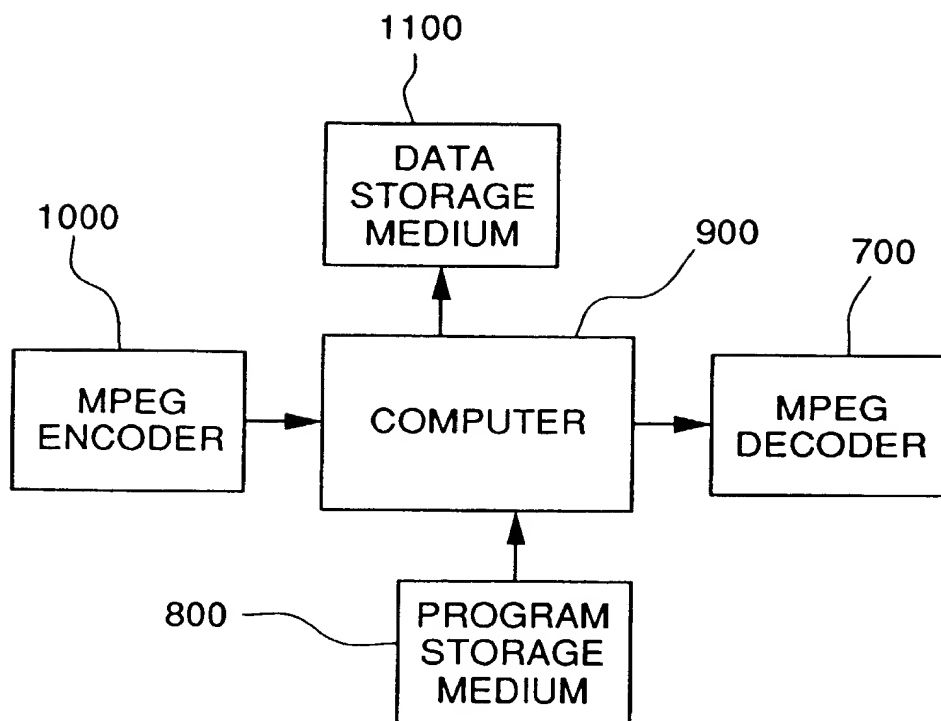 1100
DATA
STORAGE
MEDIUM
1000
900
700
MPEG
ENCODER
COMPUTER
MPEG
DECODER
800
PROGRAM
STORAGE
MEDIUM